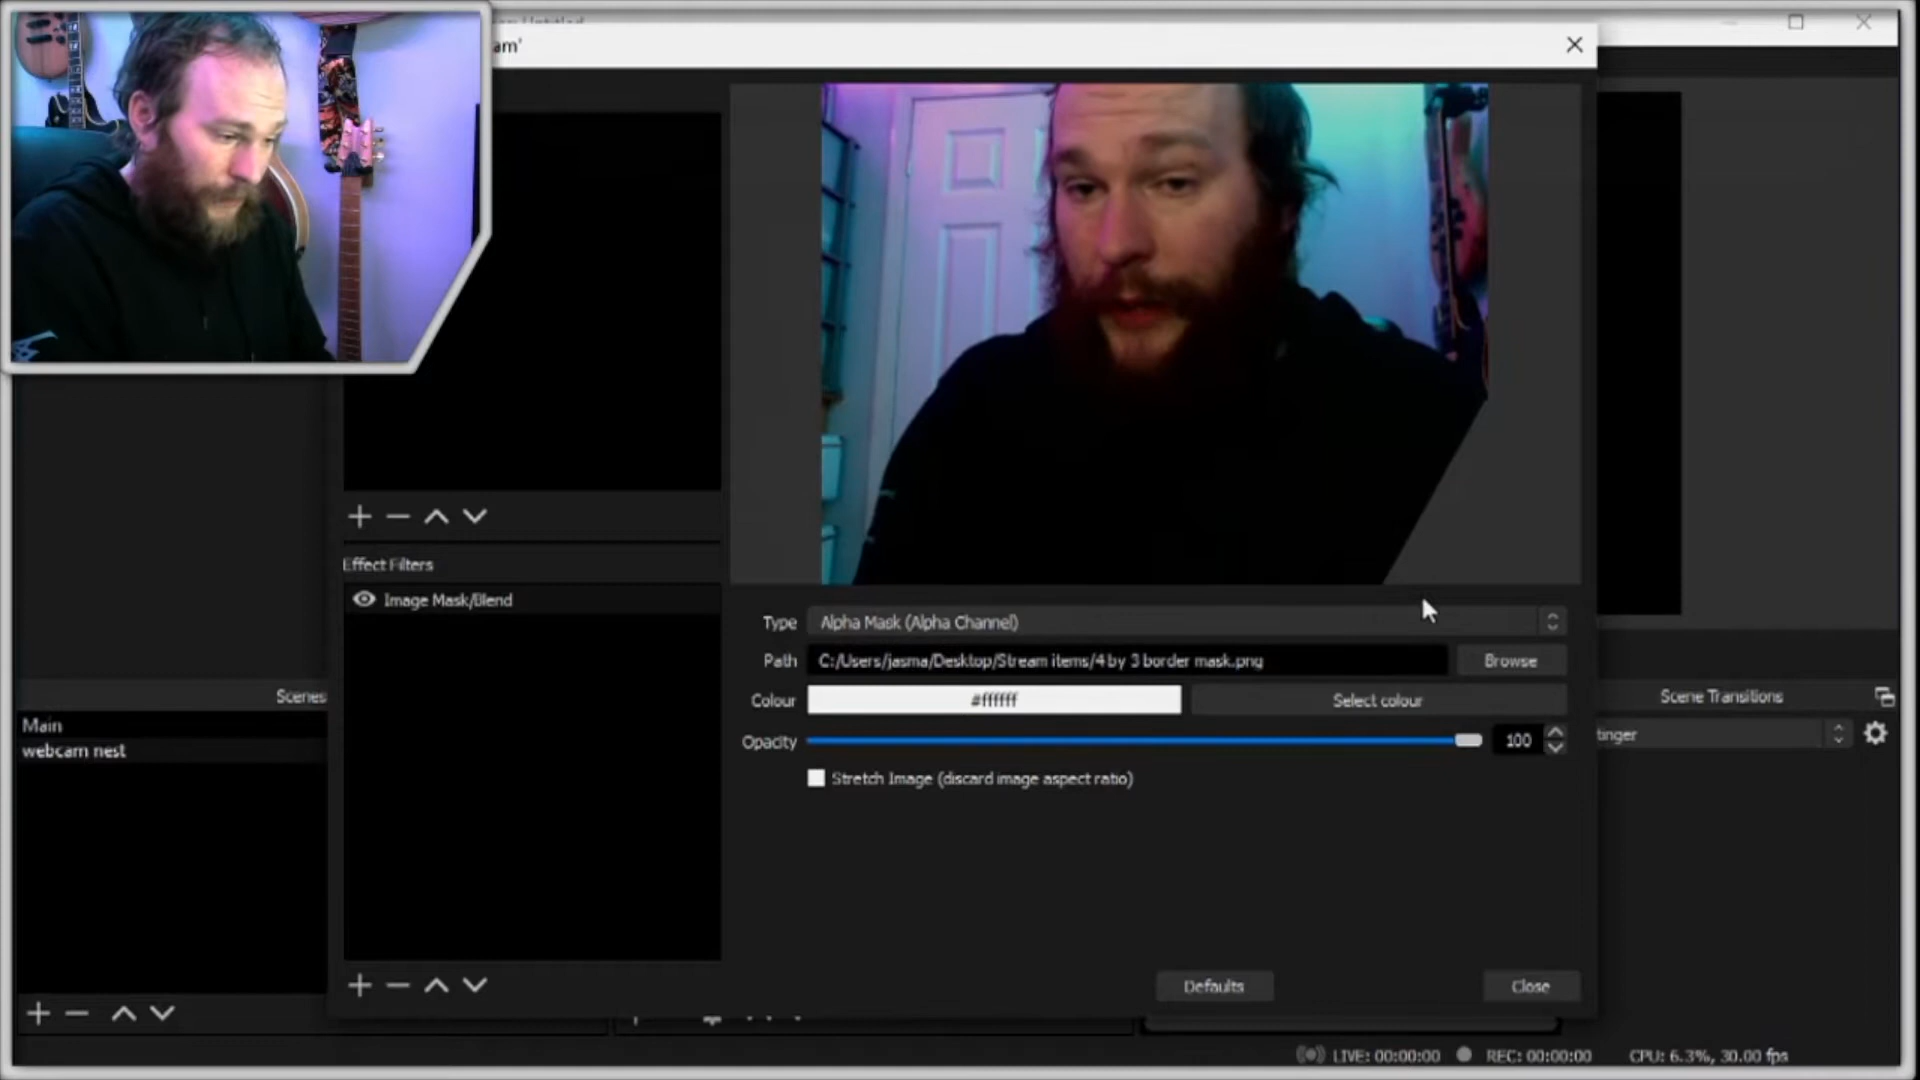 am'
Effect Filters
Image Mask/Blend
Type Alpha Mask (Alpha Channel)
Path C:/Users/jasma/Desktop/Stream items/4 by 3 border mask.png Browse
Colour #ffffff Select colour
Opacity 100
Stretch Image (discard image aspect ratio)
Defaults Close
Scenes
Main
webcam nest
Scene Transitions
tinger
LIVE: 00:00:00 REC: 00:00:00 CPU: 6.3%, 30.00 fps